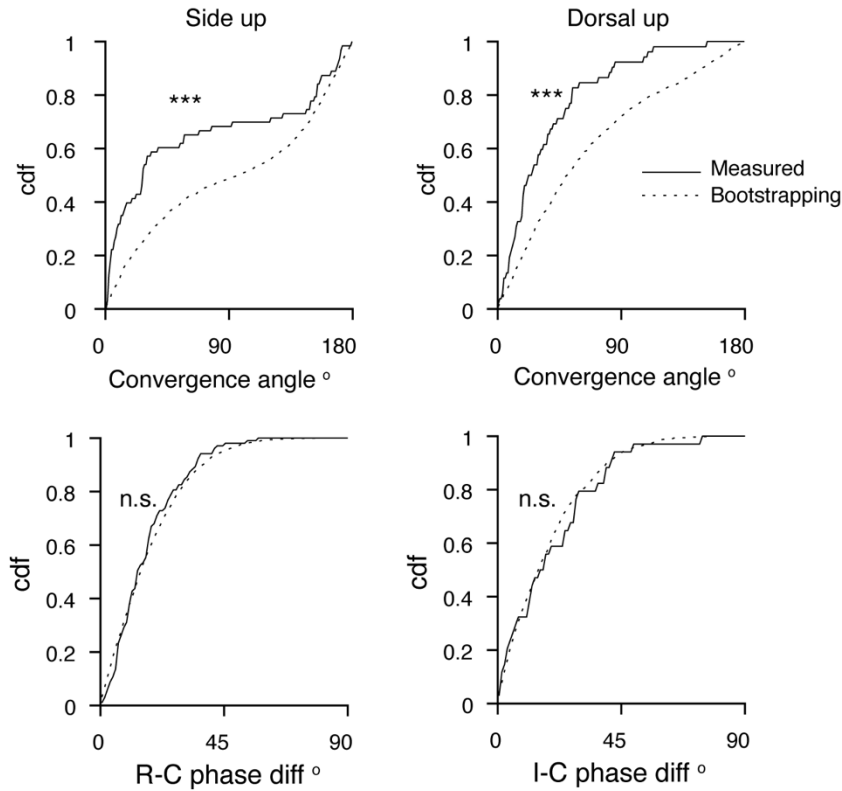 Side up
Dorsal up
1
0.8
0.6
0.4
0.2
0
cdf
***
0
90
180
Convergence angle °
1
0.8
0.6
0.4
0.2
0
cdf
***
Measured
Bootstrapping
0
90
180
Convergence angle °
1
0.8
0.6
0.4
0.2
0
cdf
n.s.
0
45
90
R-C phase diff °
1
0.8
0.6
0.4
0.2
0
cdf
n.s.
0
45
90
I-C phase diff °